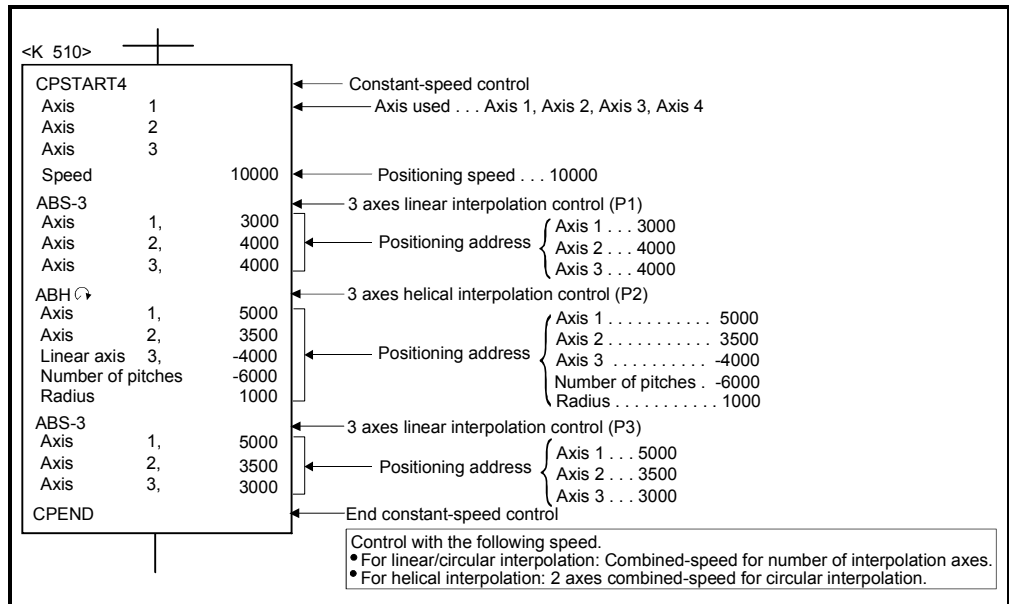 <K 510>
CPSTART4 Constant-speed control
Axis 1 Axis used . . . Axis 1, Axis 2, Axis 3, Axis 4
Axis 2
Axis 3
Speed 10000 Positioning speed . . . 10000
ABS-3 3 axes linear interpolation control (P1)
Axis 1, 3000 Axis 1 . . . 3000
Axis 2, 4000 Positioning address Axis 2 . . . 4000
Axis 3, 4000 Axis 3 . . . 4000
ABH 3 axes helical interpolation control (P2)
Axis 1, 5000 Axis 1 . . . . . . . . . . . 5000
Axis 2, 3500 Axis 2 . . . . . . . . . . . 3500
Linear axis 3, -4000 Positioning address Axis 3 . . . . . . . . . . -4000
Number of pitches -6000 Number of pitches . -6000
Radius 1000 Radius . . . . . . . . . . . 1000
ABS-3 3 axes linear interpolation control (P3)
Axis 1, 5000 Axis 1 . . . 5000
Axis 2, 3500 Positioning address Axis 2 . . . 3500
Axis 3, 3000 Axis 3 . . . 3000
CPEND End constant-speed control
Control with the following speed.
• For linear/circular interpolation: Combined-speed for number of interpolation axes.
• For helical interpolation: 2 axes combined-speed for circular interpolation.